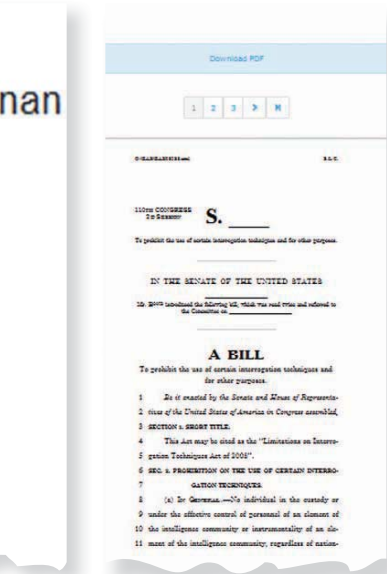 nan
Download PDF
1 2 3
S.L.C.
110TH CONGRESS
2D SESSION
S.
To prohibit the use of certain interrogation techniques and for other purposes.
IN THE SENATE OF THE UNITED STATES
introduced the following bill; which was read twice and referred to
the Committee on
A BILL
To prohibit the use of certain interrogation techniques and
for other purposes.
1 Be it enacted by the Senate and House of Representa-
2 tives of the United States of America in Congress assembled,
3 SECTION 1. SHORT TITLE.
4 This Act may be cited as the "Limitations on Interro-
5 gation Techniques Act of 2008".
6 SEC. 2. PROHIBITION ON THE USE OF CERTAIN INTERRO-
7 GATION TECHNIQUES.
8 (a) IN GENERAL.—No individual in the custody or
9 under the effective control of personnel of an element of
10 the intelligence community or instrumentality of an ele-
11 ment of the intelligence community, regardless of nation-